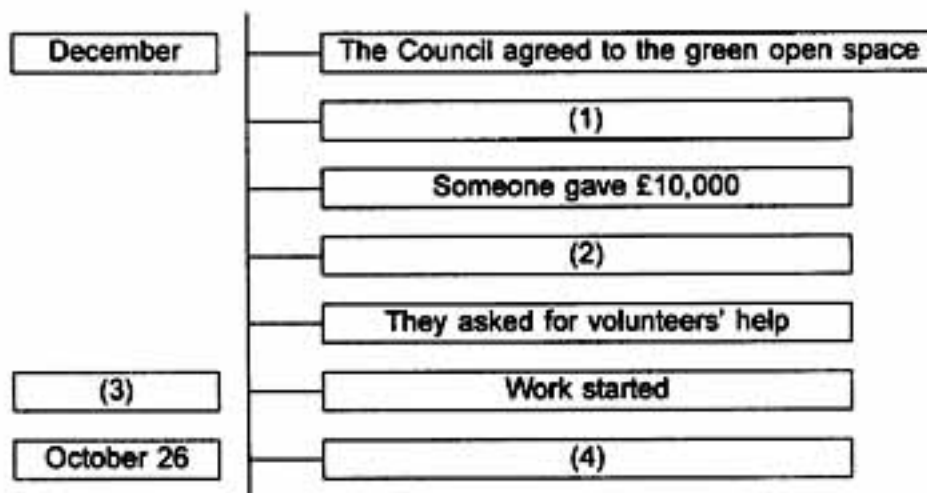 December
The Council agreed to the green open space
(1)
Someone gave £10,000
(2)
They asked for volunteers' help
(3)
Work started
October 26
(4)